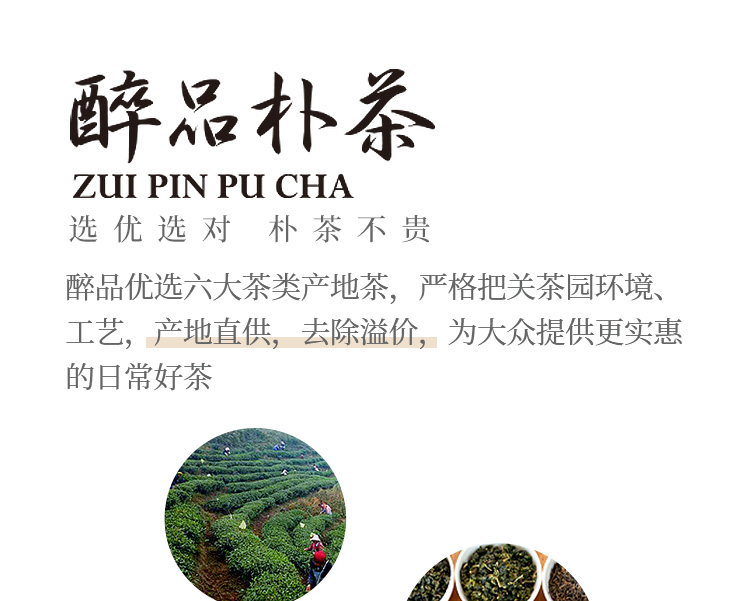 醉品朴茶
ZUI PIN PU CHA
选优选对 朴茶不贵
醉品优选六大茶类产地茶，严格把关茶园环境、
工艺，产地直供，去除溢价，为大众提供更实惠
的日常好茶